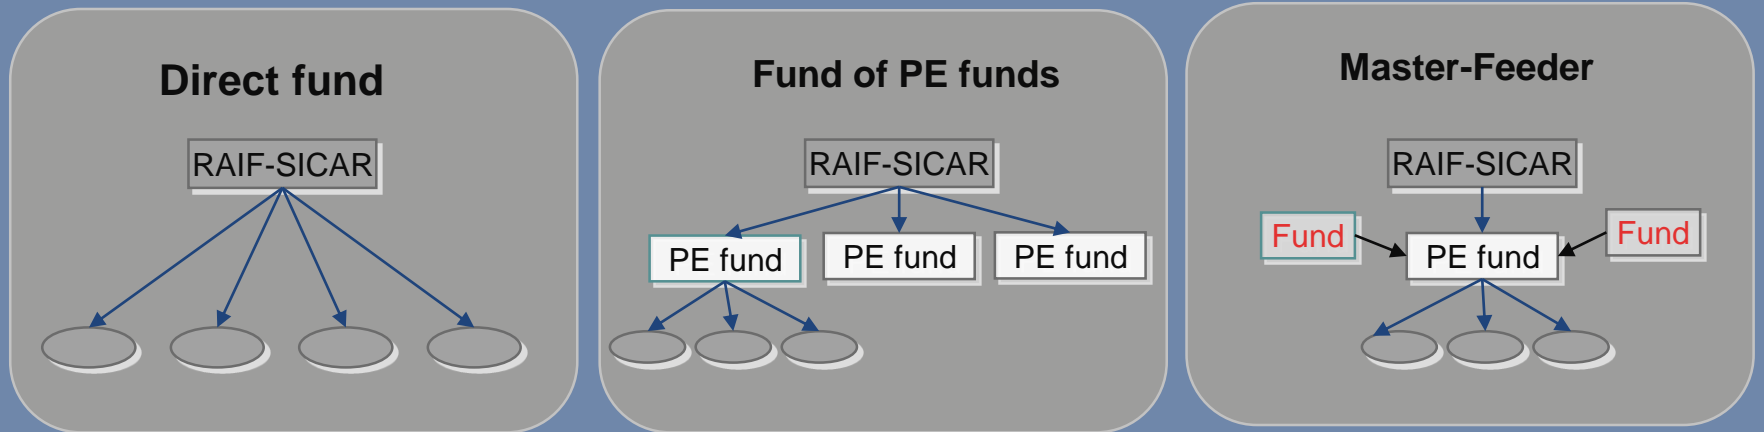 Direct fund
RAIF-SICAR
Fund of PE funds
RAIF-SICAR
PE fund
PE fund
PE fund
Master-Feeder
RAIF-SICAR
Fund
PE fund
Fund